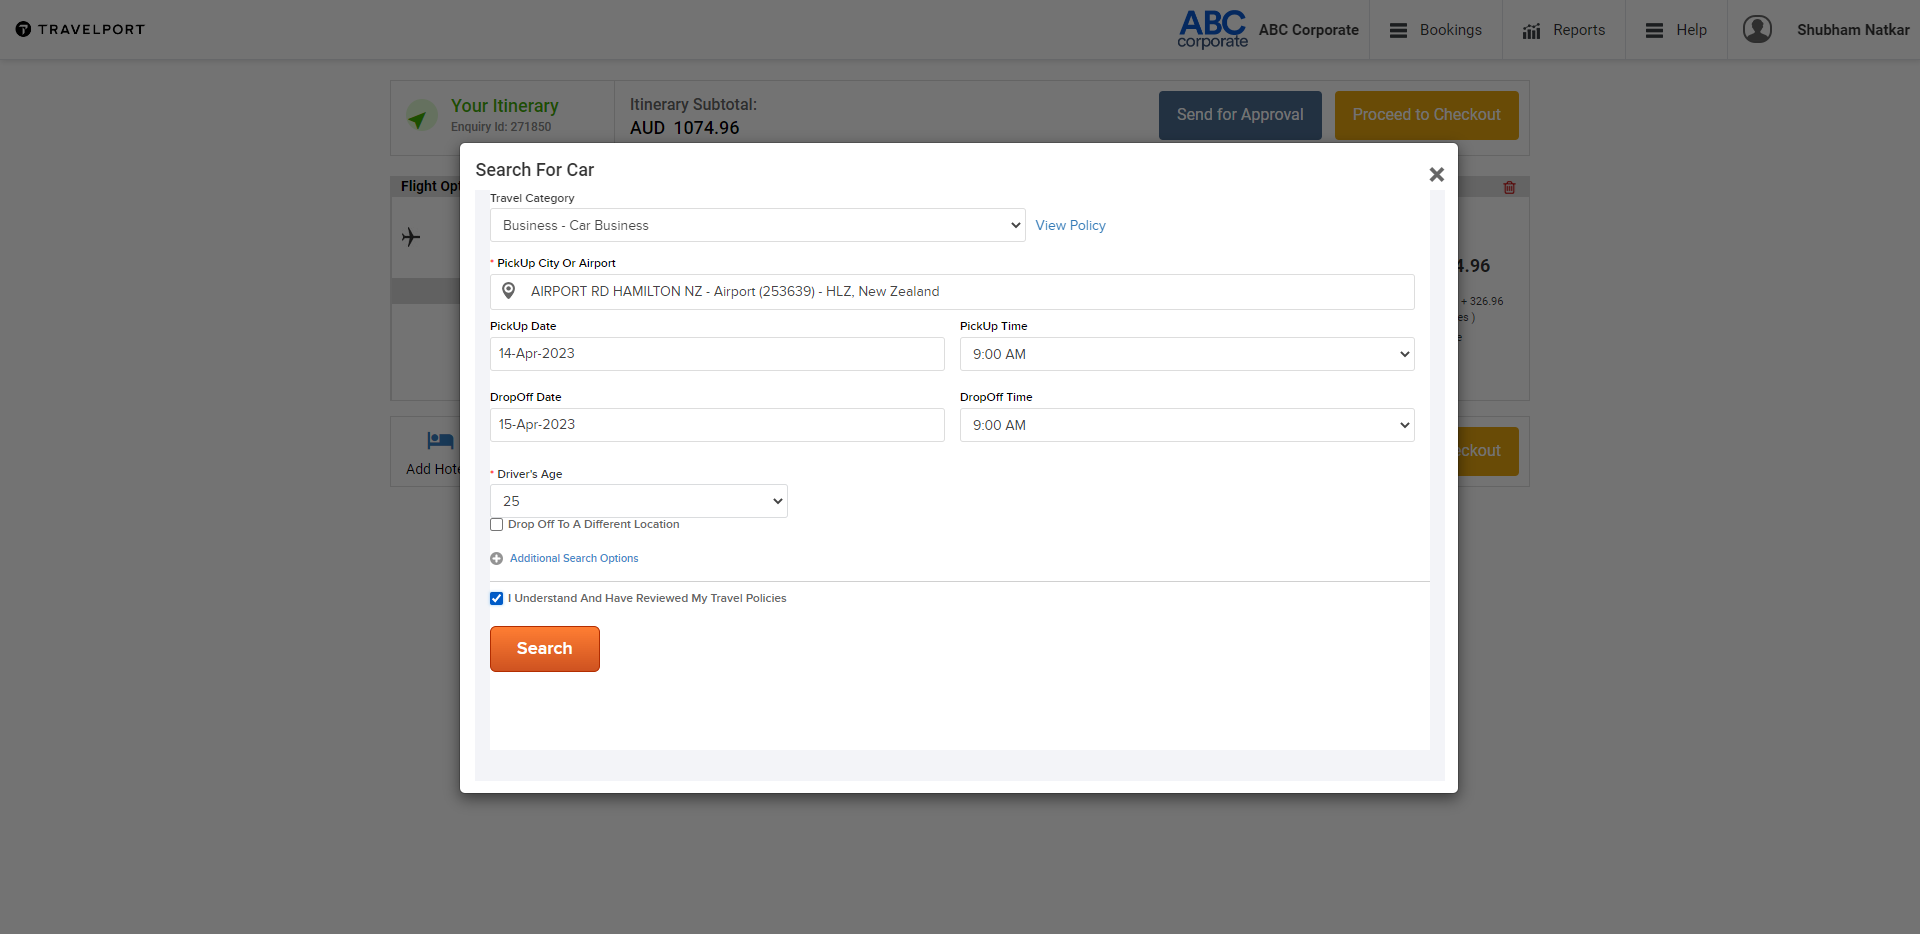 TRAVELPORT
ABC
corporate
ABC Corporate
Bookings
Reports
Help
Shubham Natkar
Your Itinerary
Enquiry Id: 271850
Itinerary Subtotal:
AUD 1074.96
Send for Approval
Proceed to Checkout
Flight Opt
Search For Car
Travel Category
Business - Car Business
View Policy
* PickUp City Or Airport
AIRPORT RD HAMILTON NZ - Airport (253639) - HLZ, New Zealand
PickUp Date
PickUp Time
14-Apr-2023
9:00 AM
DropOff Date
DropOff Time
15-Apr-2023
9:00 AM
* Driver's Age
25
Drop Off To A Different Location
Additional Search Options
I Understand And Have Reviewed My Travel Policies
Search
4.96
+ 326.96
es )
e
Add Hote
eckout